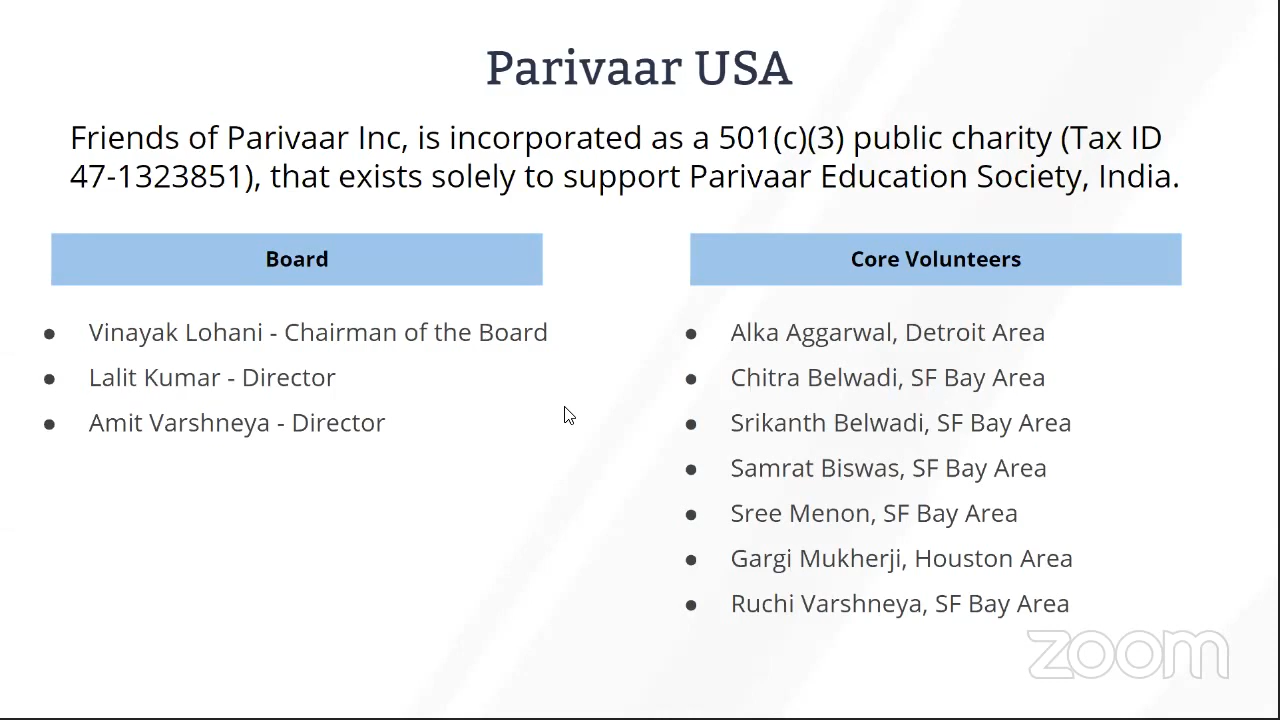 Parivaar USA
Friends of Parivaar Inc, is incorporated as a 501(c)(3) public charity (Tax ID
47-1323851), that exists solely to support Parivaar Education Society, India.
Board
● Vinayak Lohani - Chairman of the Board
● Lalit Kumar - Director
● Amit Varshneya - Director
Core Volunteers
● Alka Aggarwal, Detroit Area
● Chitra Belwadi, SF Bay Area
● Srikanth Belwadi, SF Bay Area
● Samrat Biswas, SF Bay Area
● Sree Menon, SF Bay Area
● Gargi Mukherji, Houston Area
● Ruchi Varshneya, SF Bay Area
zoom